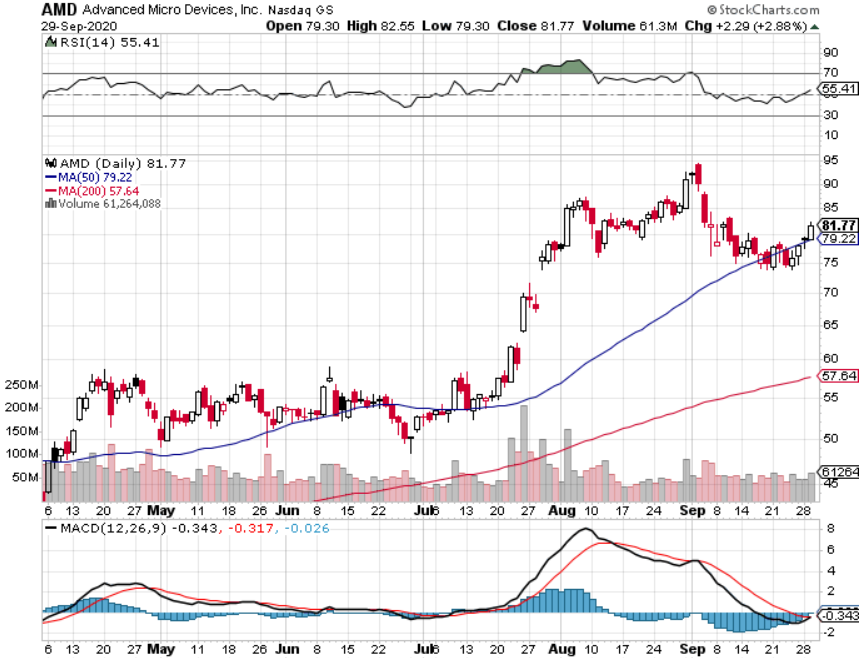 AMD Advanced Micro Devices, Inc. Nasdaq GS © StockCharts.com
29-Sep-2020 Open 79.30 High 82.55 Low 79.30 Close 81.77 Volume 61.3M Chg +2.29 (+2.88%)
RSI(14) 55.41
90
70
55.41
30
10
AMD (Daily) 81.77
MA(50) 79.22
MA(200) 57.64
Volume 61,264,088
95
90
85
81.77
79.22
75
70
65
60
57.64
55
50
45
250M
200M
150M
100M
50M
61264
6 13 20 27 May 11 18 26 Jun 8 15 22 Jul 6 13 20 27 Aug 10 17 24 Sep 8 14 21 28
MACD(12,26,9) -0.343, -0.317, -0.026
8
6
4
2
-0.343
-2
6 13 20 27 May 11 18 26 Jun 8 15 22 Jul 6 13 20 27 Aug 10 17 24 Sep 8 14 21 28